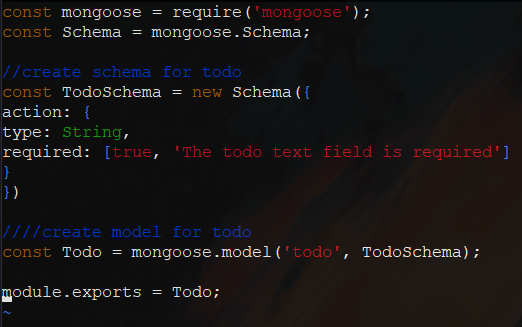 const mongoose = require('mongoose');
const Schema = mongoose.Schema;

//create schema for todo
const TodoSchema = new Schema({
action: {
type: String,
required: [true, 'The todo text field is required']
}
})

////create model for todo
const Todo = mongoose.model('todo', TodoSchema);

module.exports = Todo;
~